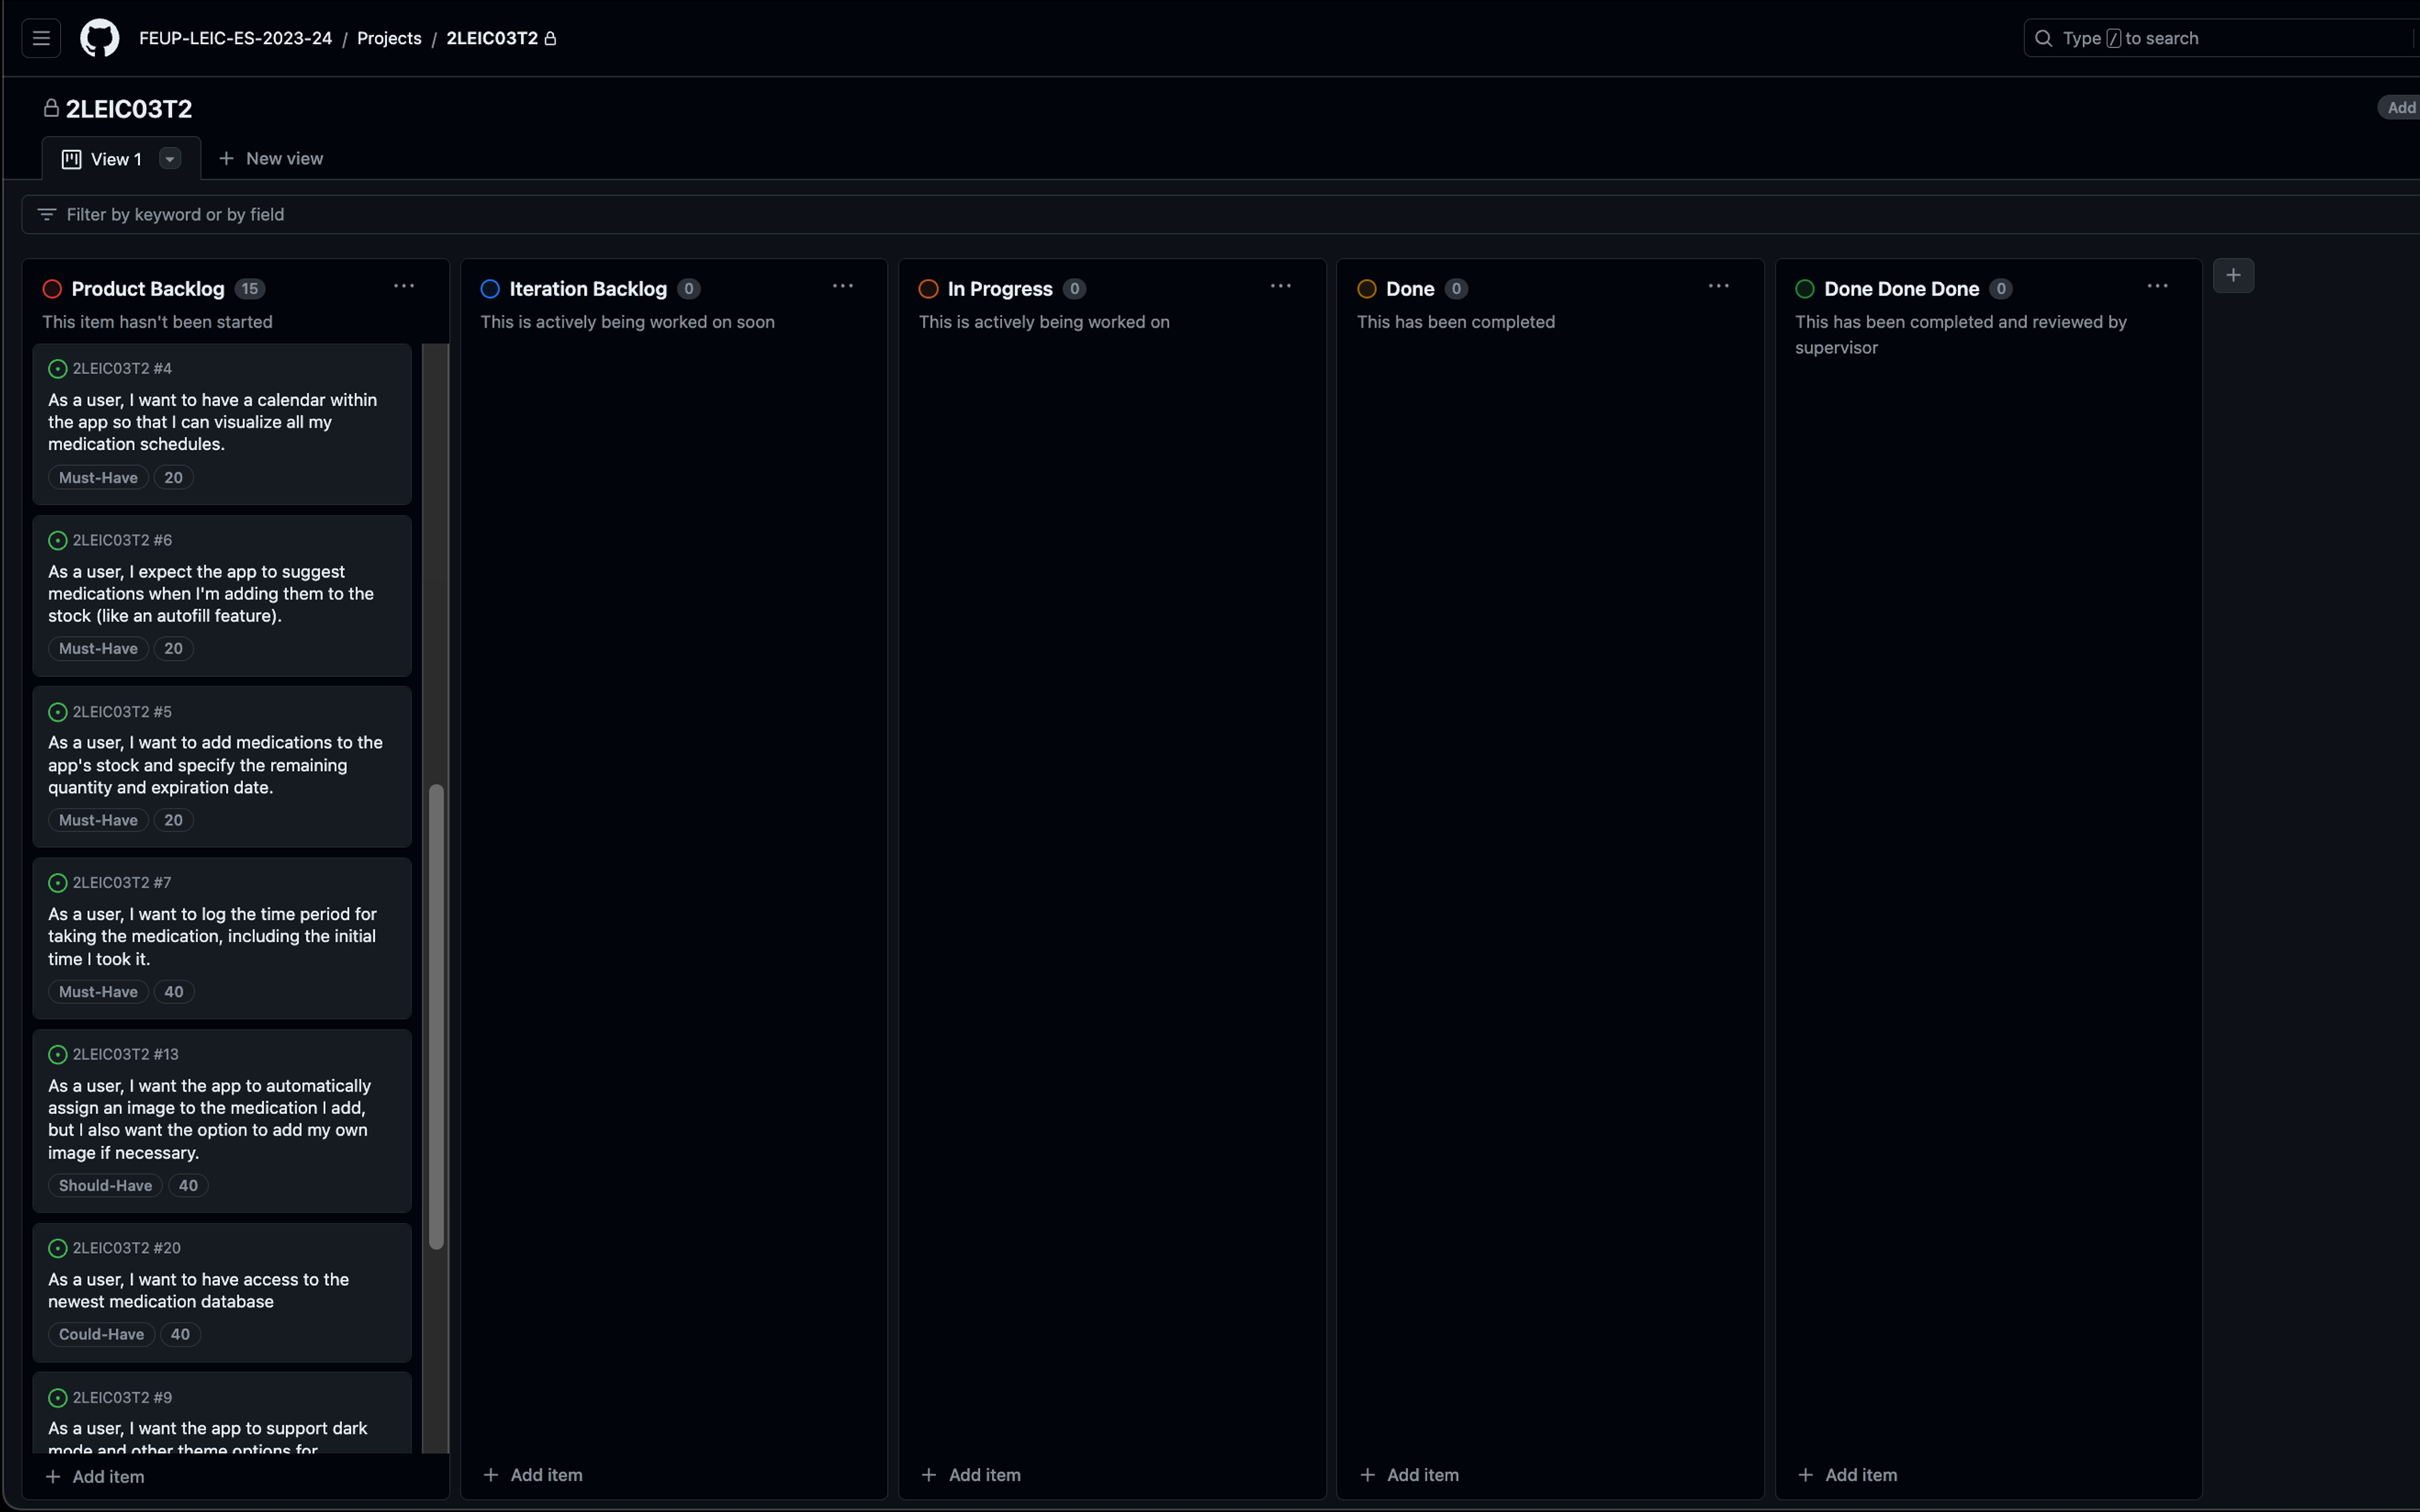 FEUP-LEIC-ES-2023-24 / Projects / 2LEIC03T2
Type / to search
2LEIC03T2
Add
View 1
New view
Filter by keyword or by field
Product Backlog 15
This item hasn't been started
2LEIC03T2 #4
As a user, I want to have a calendar within
the app so that I can visualize all my
medication schedules.
Must-Have 20
2LEIC03T2 #6
As a user, I expect the app to suggest
medications when I'm adding them to the
stock (like an autofill feature).
Must-Have 20
2LEIC03T2 #5
As a user, I want to add medications to the
app's stock and specify the remaining
quantity and expiration date.
Must-Have 20
2LEIC03T2 #7
As a user, I want to log the time period for
taking the medication, including the initial
time I took it.
Must-Have 40
2LEIC03T2 #13
As a user, I want the app to automatically
assign an image to the medication I add,
but I also want the option to add my own
image if necessary.
Should-Have 40
2LEIC03T2 #20
As a user, I want to have access to the
newest medication database
Could-Have 40
2LEIC03T2 #9
As a user, I want the app to support dark
mode and other theme options for
Add item
Iteration Backlog 0
This is actively being worked on soon
Add item
In Progress 0
This is actively being worked on
Add item
Done 0
This has been completed
Add item
Done Done Done 0
This has been completed and reviewed by
supervisor
Add item